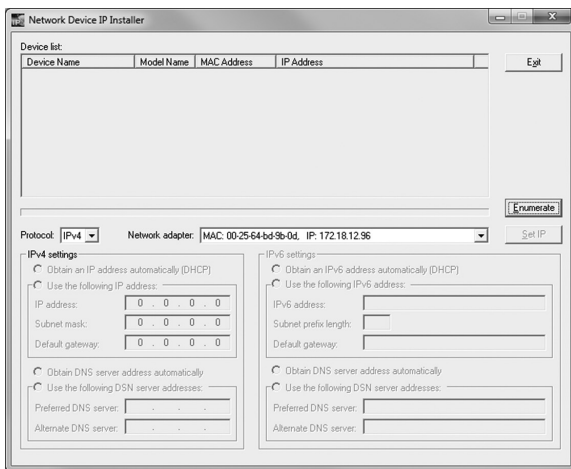 Network Device IP Installer
Device list:
Device Name Model Name MAC Address IP Address
Exit
Enumerate
Protocol: IPv4 Network adapter: MAC: 00-25-64-bd-9b-0d, IP: 172.18.12.96 Set IP
IPv4 settings
Obtain an IP address automatically (DHCP)
Use the following IP address:
IP address: 0 . 0 . 0 . 0
Subnet mask: 0 . 0 . 0 . 0
Default gateway: 0 . 0 . 0 . 0
Obtain DNS server address automatically
Use the following DSN server addresses:
Preferred DNS server: . . .
Alternate DNS server: . . .
IPv6 settings
Obtain an IPv6 address automatically (DHCP)
Use the following IPv6 address:
IPv6 address:
Subnet prefix length:
Default gateway:
Obtain DNS server address automatically
Use the following DSN server addresses:
Preferred DNS server:
Alternate DNS server: